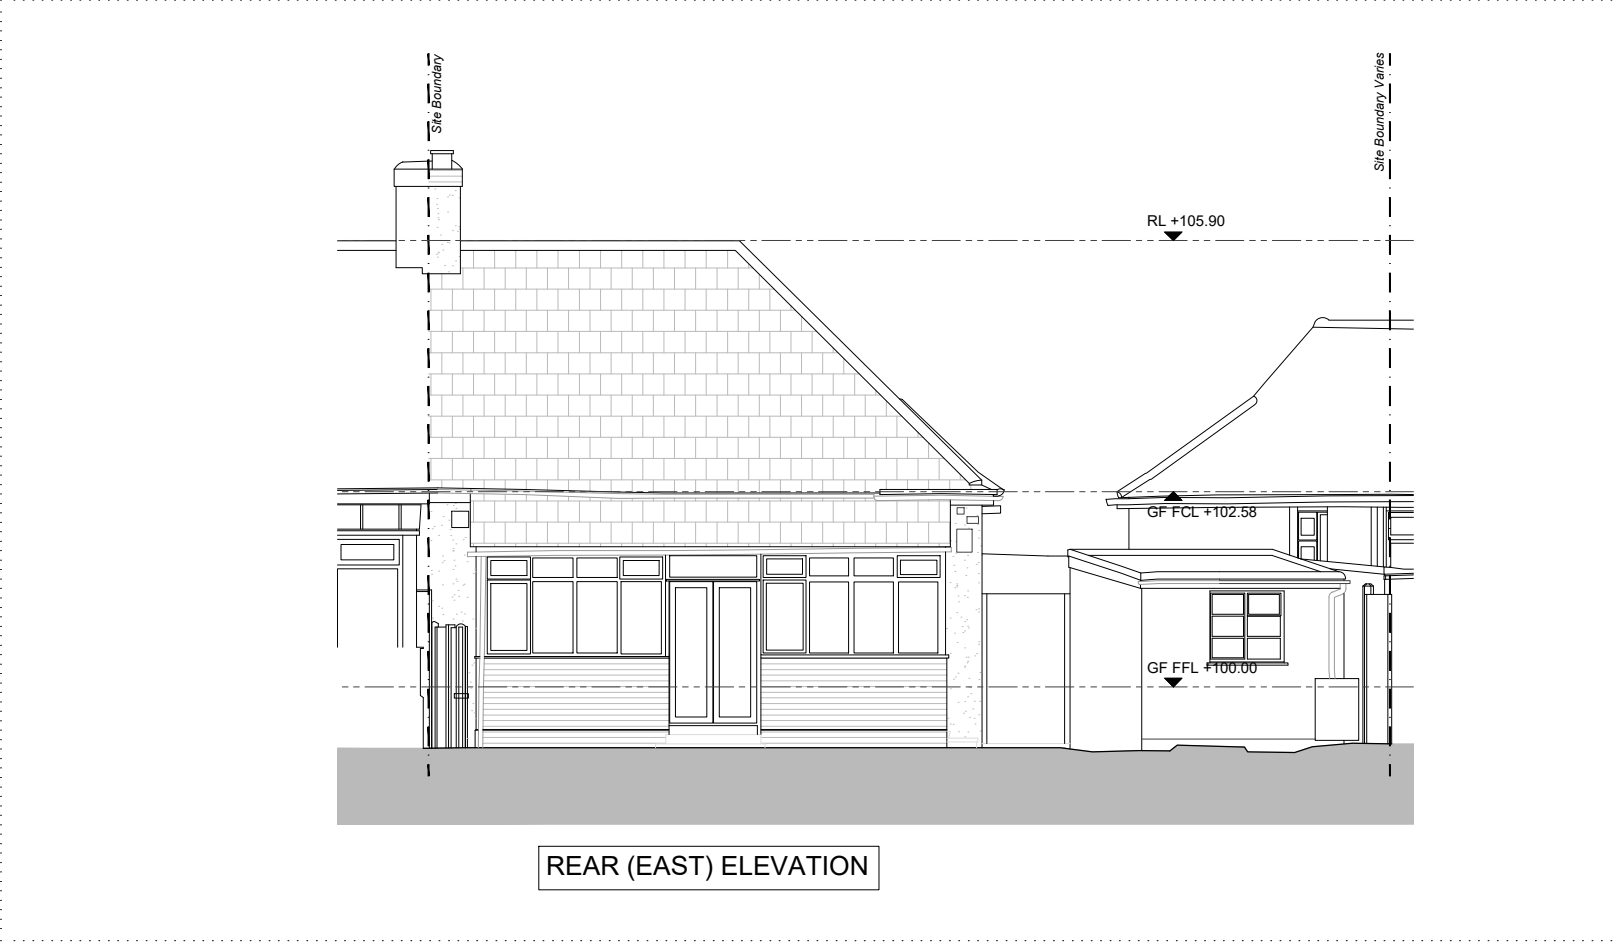 Site Boundary
Site Boundary Varies
RL +105.90
GF FCL +102.58
GF FFL +100.00
REAR (EAST) ELEVATION